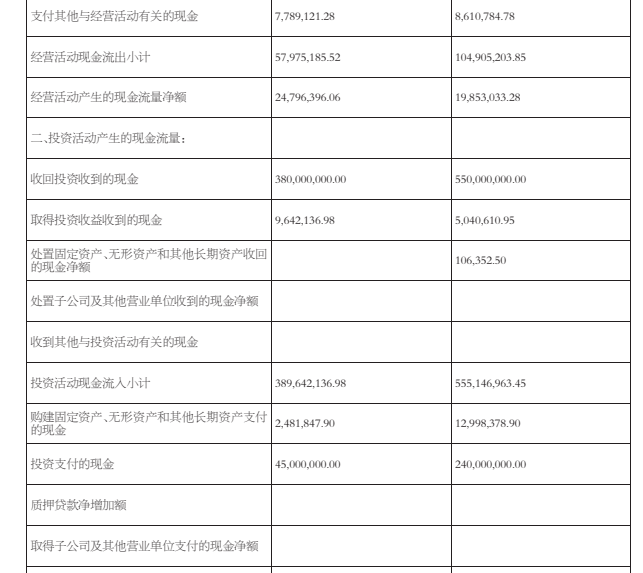 支付其他与经营活动有关的现金 7,789,121.28 8,610,784.78
经营活动现金流出小计 57,975,185.52 104,905,203.85
经营活动产生的现金流量净额 24,796,396.06 19,853,033.28
二、投资活动产生的现金流量：
收回投资收到的现金 380,000,000.00 550,000,000.00
取得投资收益收到的现金 9,642,136.98 5,040,610.95
处置固定资产、无形资产和其他长期资产收回
的现金净额 106,352.50
处置子公司及其他营业单位收到的现金净额
收到其他与投资活动有关的现金
投资活动现金流入小计 389,642,136.98 555,146,963.45
购建固定资产、无形资产和其他长期资产支付
的现金 2,481,847.90 12,998,378.90
投资支付的现金 45,000,000.00 240,000,000.00
质押贷款净增加额
取得子公司及其他营业单位支付的现金净额